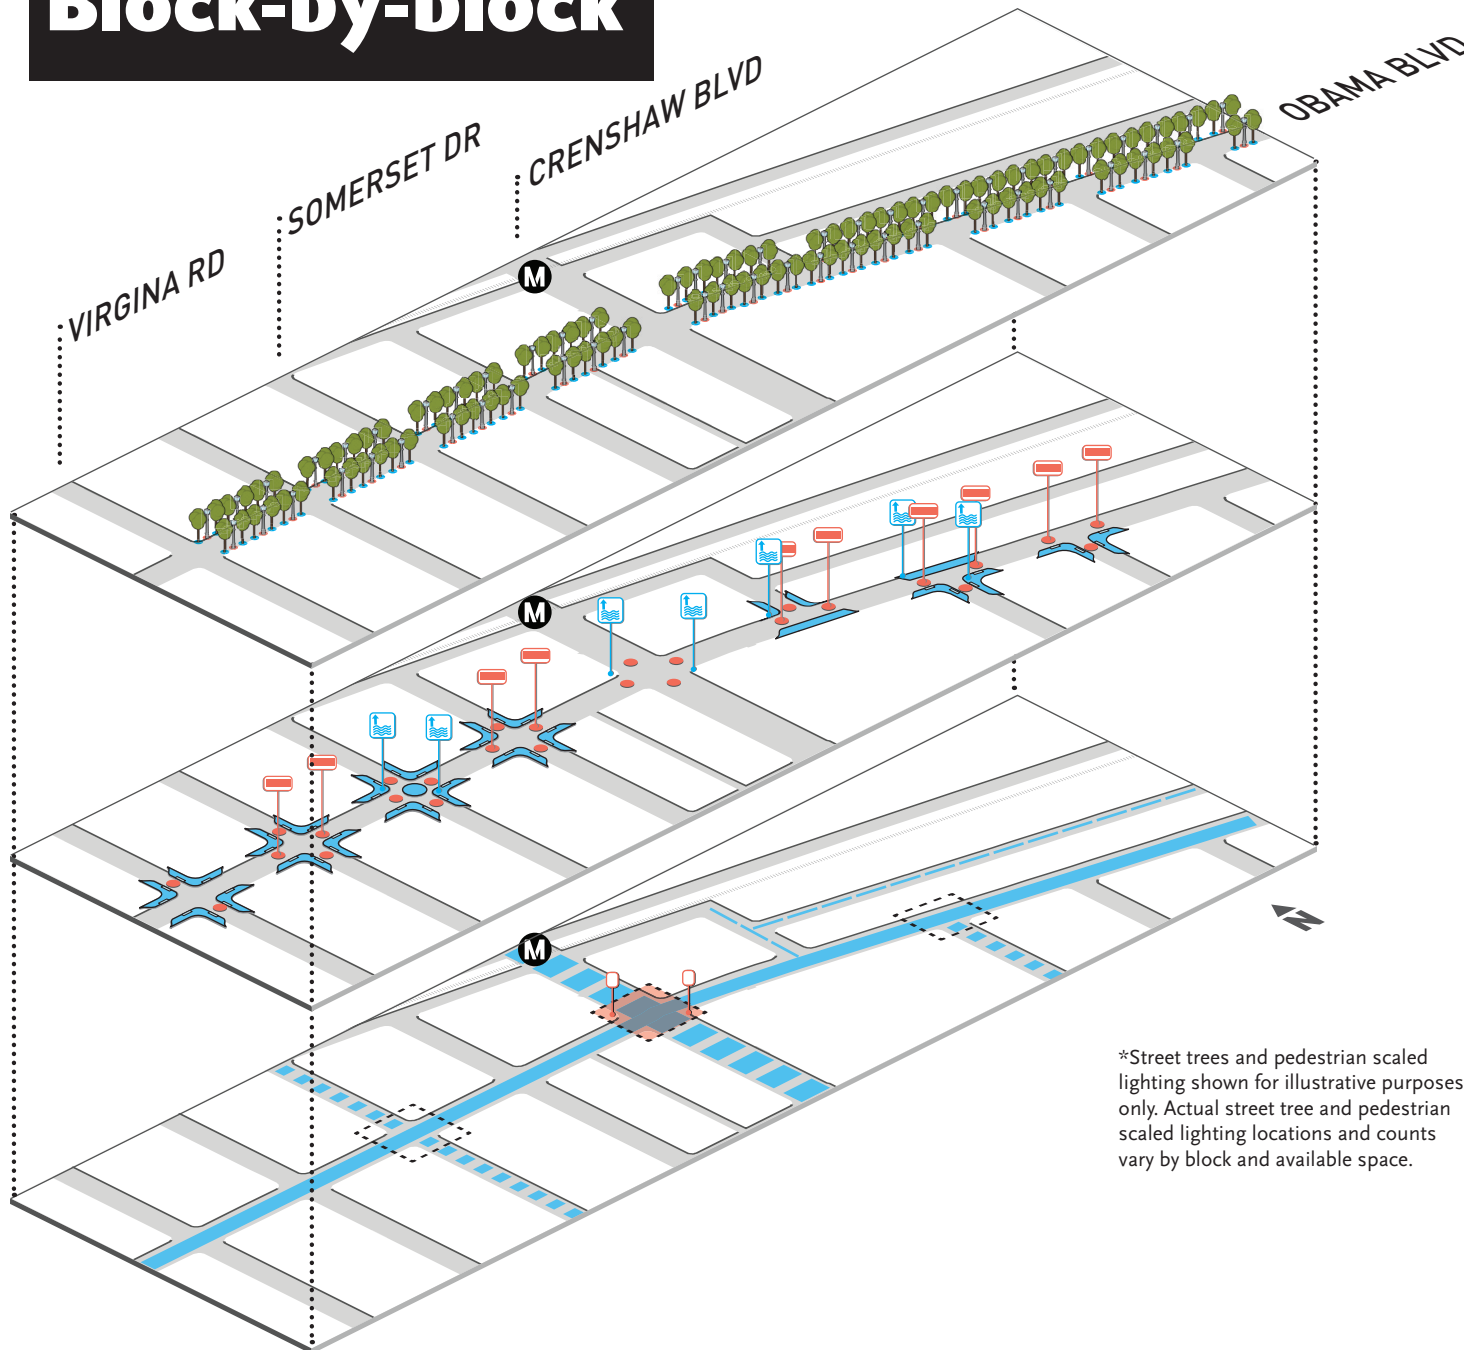 Block-by-Block
VIRGINA RD
SOMERSET DR
CRENSHAW BLVD
OBAMA BLVD
M
M
M
N
*Street trees and pedestrian scaled
lighting shown for illustrative purposes
only. Actual street tree and pedestrian
scaled lighting locations and counts
vary by block and available space.